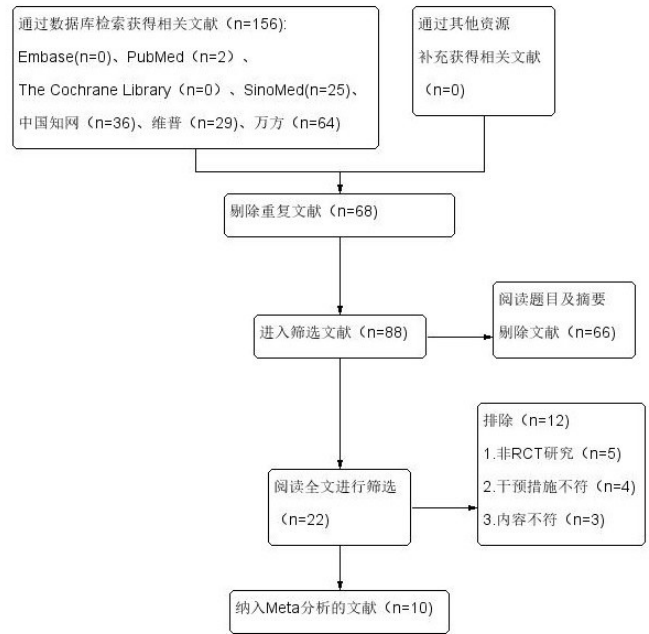 通过数据库检索获得相关文献（n=156）:
Embase(n=0)、PubMed（n=2）、
The Cochrane Library（n=0）、SinoMed(n=25)、
中国知网（n=36)、维普（n=29)、万方（n=64)
通过其他资源
补充获得相关文献
（n=0）
剔除重复文献（n=68)
进入筛选文献（n=88)
阅读题目及摘要
剔除文献（n=66)
阅读全文进行筛选
（n=22)
排除（n=12)
1.非RCT研究（n=5)
2.干预措施不符（n=4)
3.内容不符（n=3)
纳入Meta分析的文献（n=10)